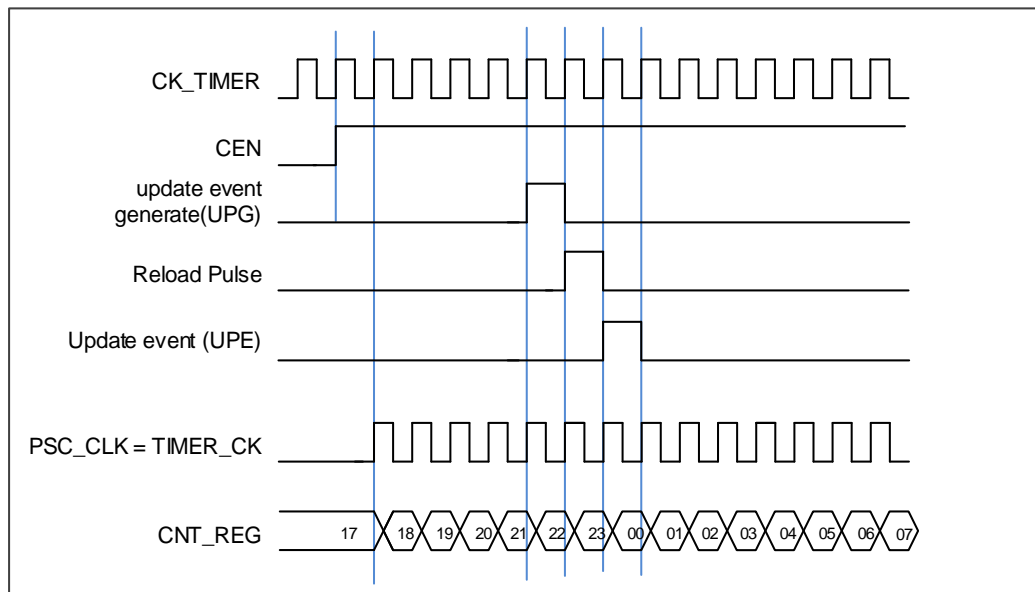 CK_TIMER
CEN
update event
generate(UPG)
Reload Pulse
Update event (UPE)
PSC_CLK = TIMER_CK
CNT_REG 17 18 19 20 21 22 23 00 01 02 03 04 05 06 07